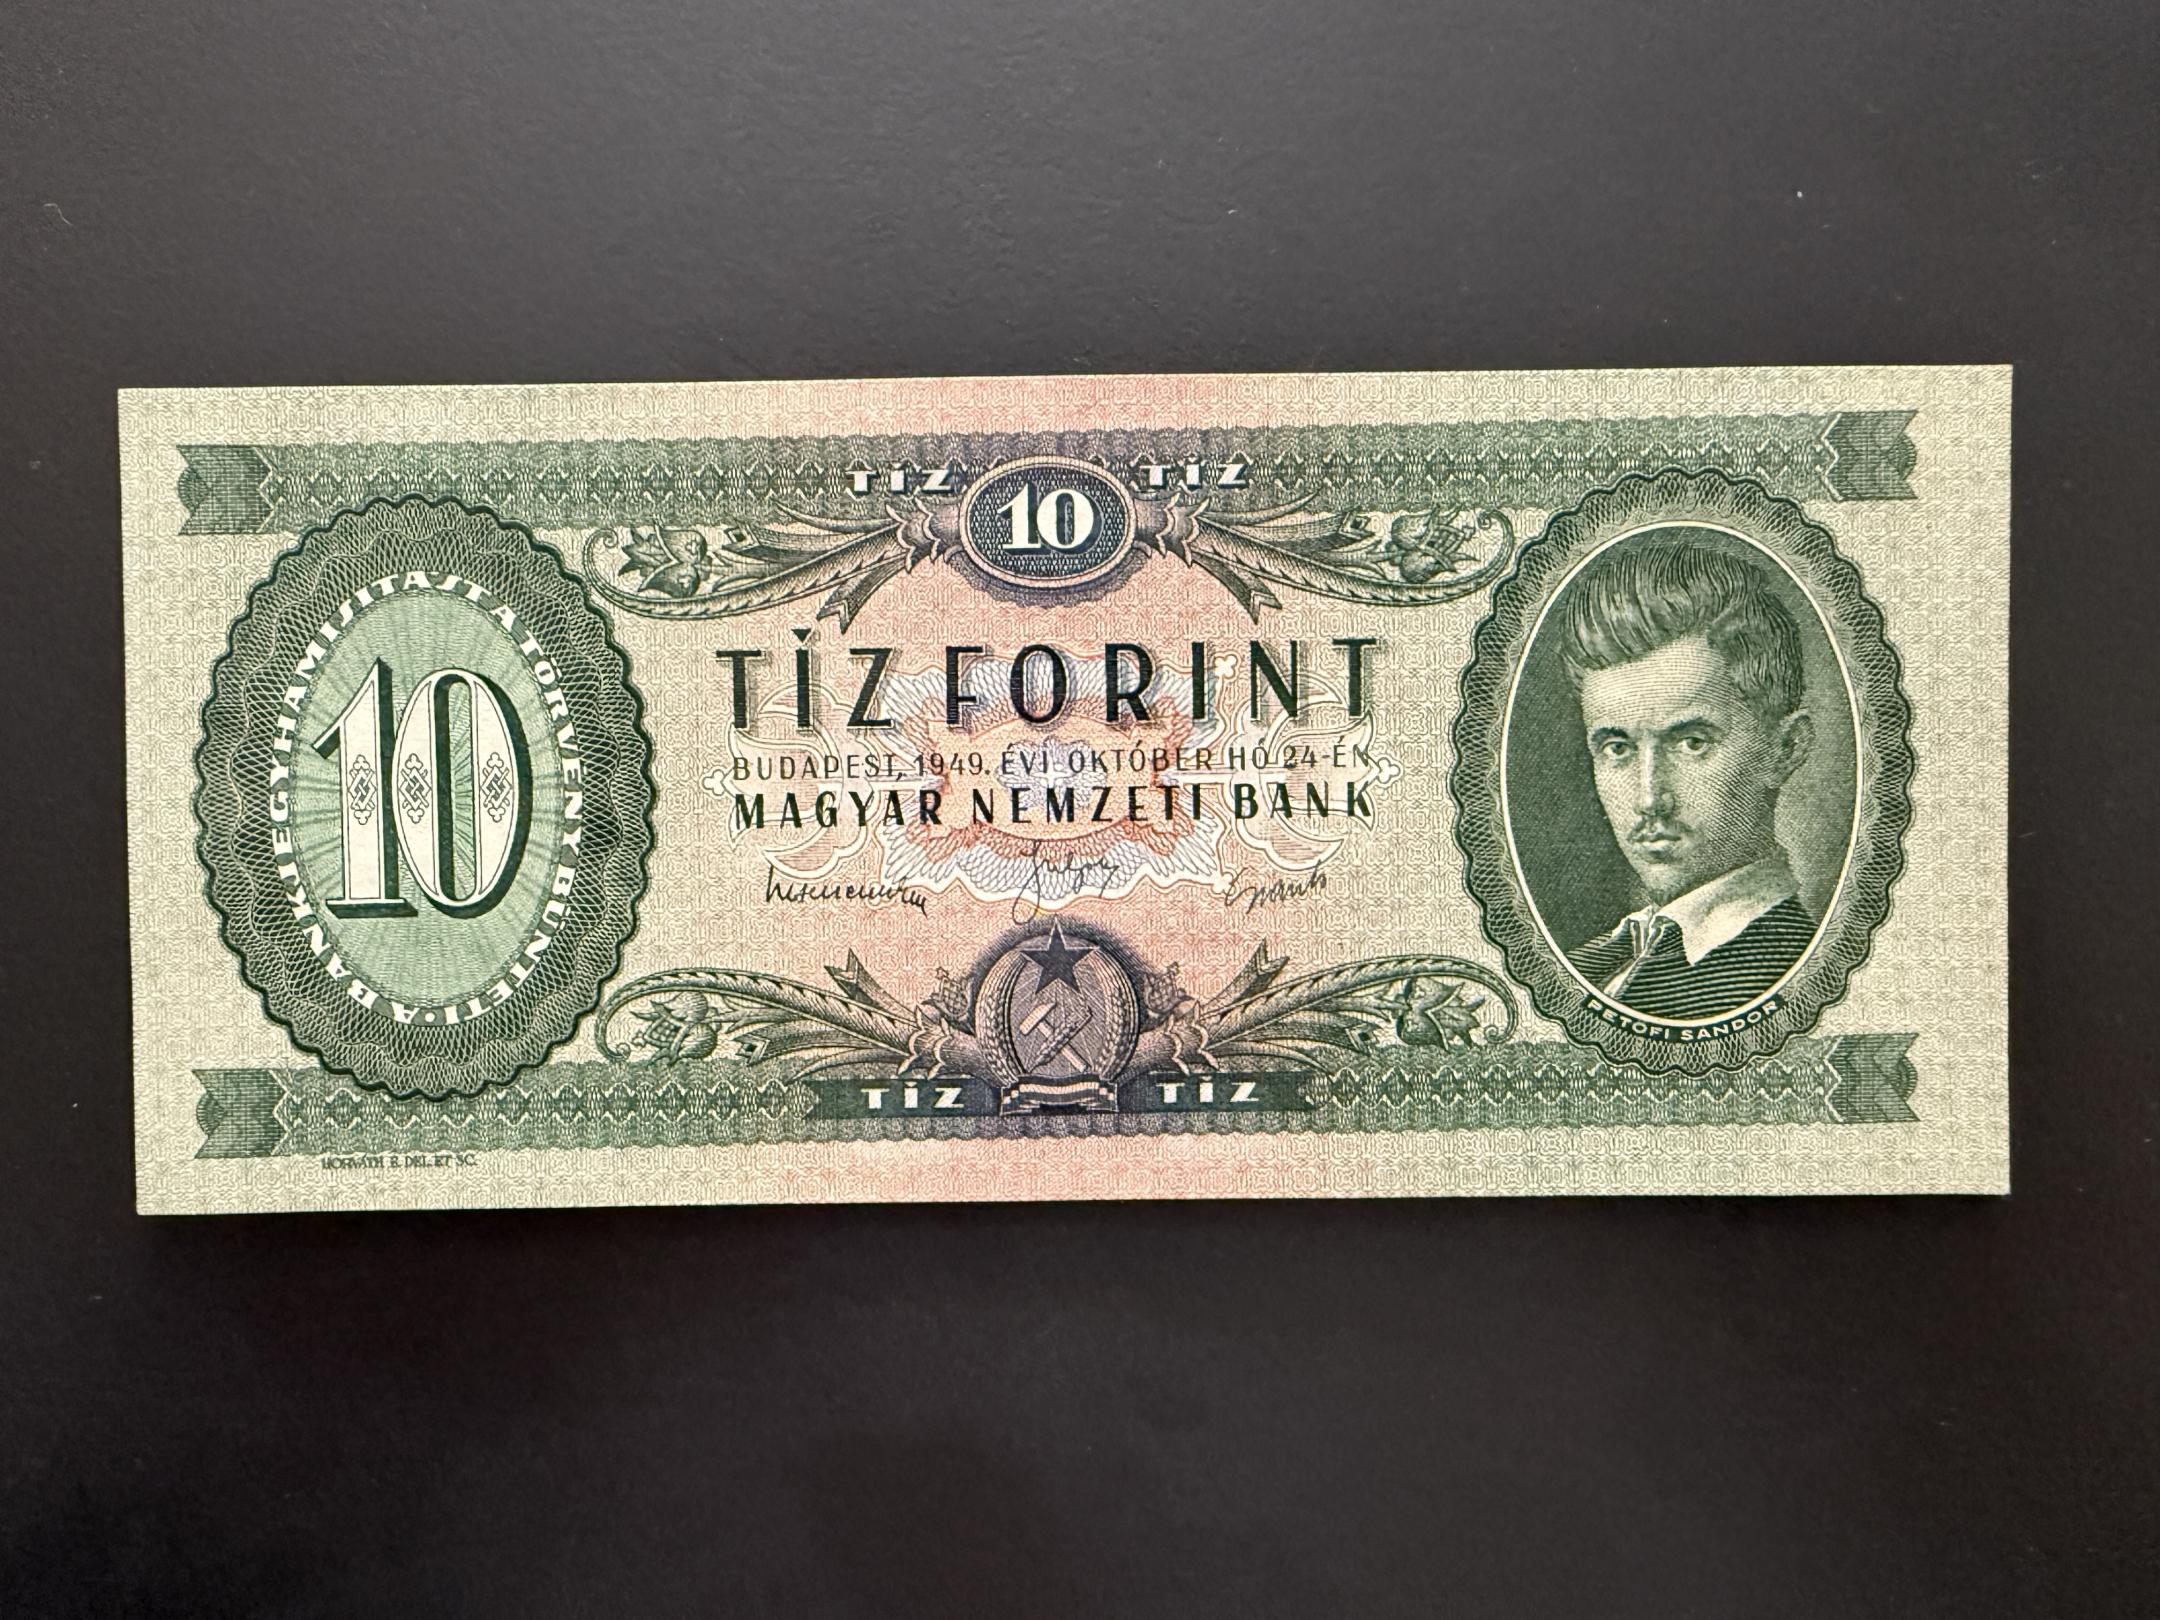 TÍZ 10 TÍZ
A BANKJEGYHAMISÍTÁST A TÖRVÉNY BÜNTETI •
10
TÍZ FORINT
BUDAPEST, 1949. ÉVI OKTÓBER HÓ 24-ÉN
MAGYAR NEMZETI BANK
PETŐFI SÁNDOR
TÍZ TÍZ
HORVÁTH E. DEL. ET SC.